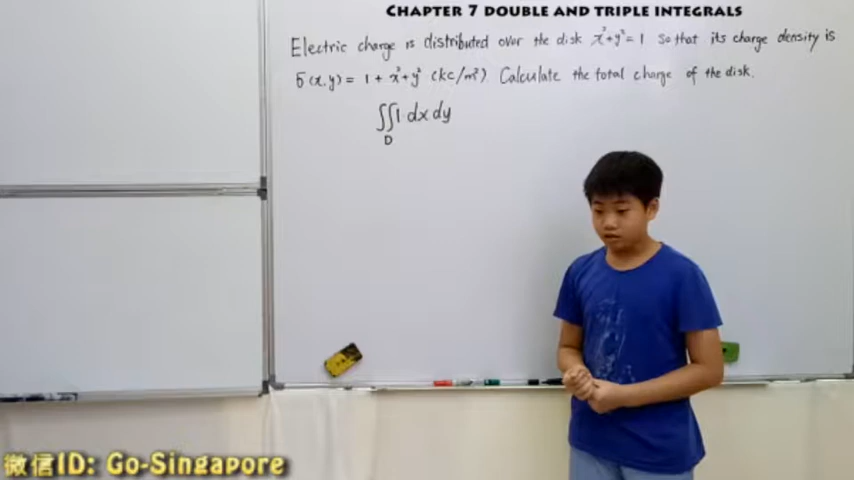 CHAPTER 7 DOUBLE AND TRIPLE INTEGRALS
Electric charge is distributed over the disk x²+y²=1 so that its charge density is
σ(x,y) = 1 + x²+y² (kc/m²) Calculate the total charge of the disk.
∬1 dx dy
D
微信ID: Go-Singapore